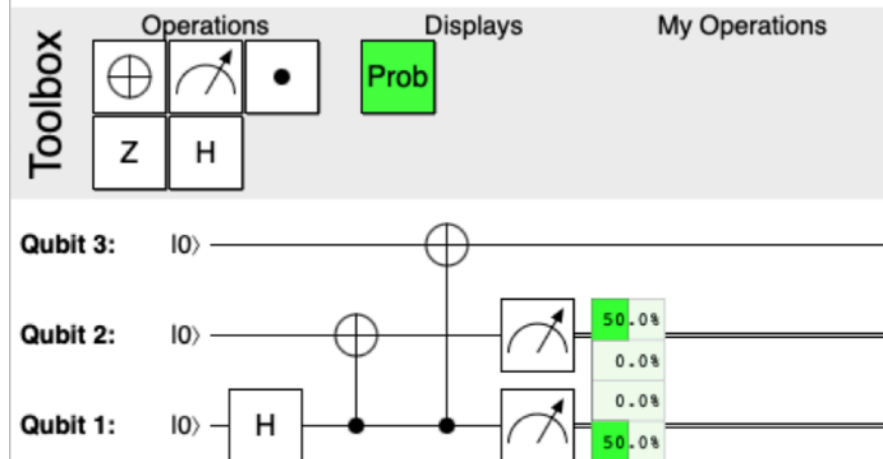 Toolbox
Operations Displays My Operations
Prob
Z H
Qubit 3: |0⟩
Qubit 2: |0⟩ 50.0%
0.0%
0.0%
Qubit 1: |0⟩ H 50.0%